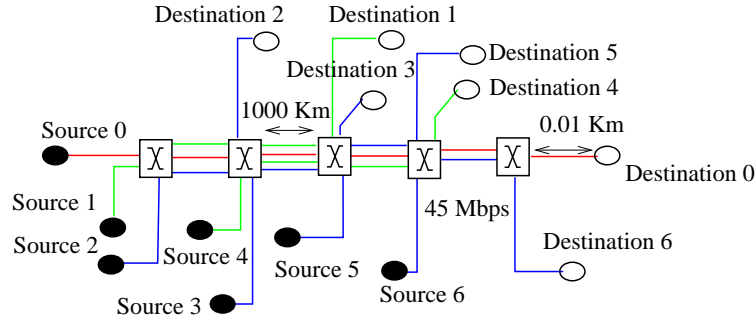 Destination 2
Destination 1
Destination 3
Destination 5
Destination 4
1000 Km
0.01 Km
Source 0
Destination 0
Source 1
45 Mbps
Source 2
Source 4
Source 5
Destination 6
Source 3
Source 6